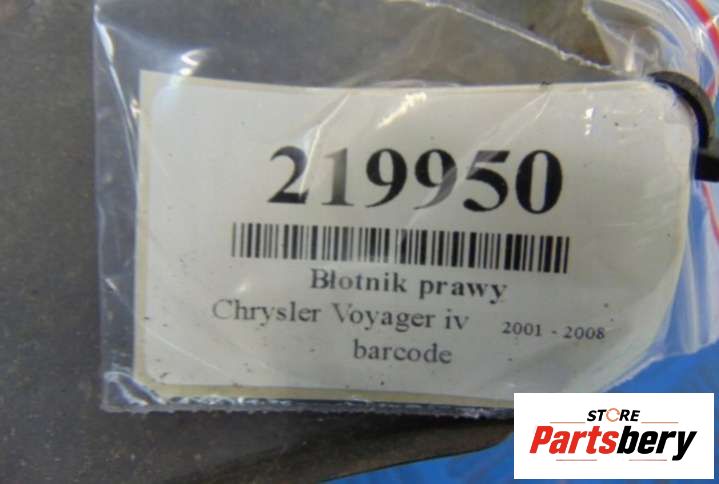 219950
Błotnik prawy
Chrysler Voyager iv 2001 - 2008
barcode
STORE
Partsbery